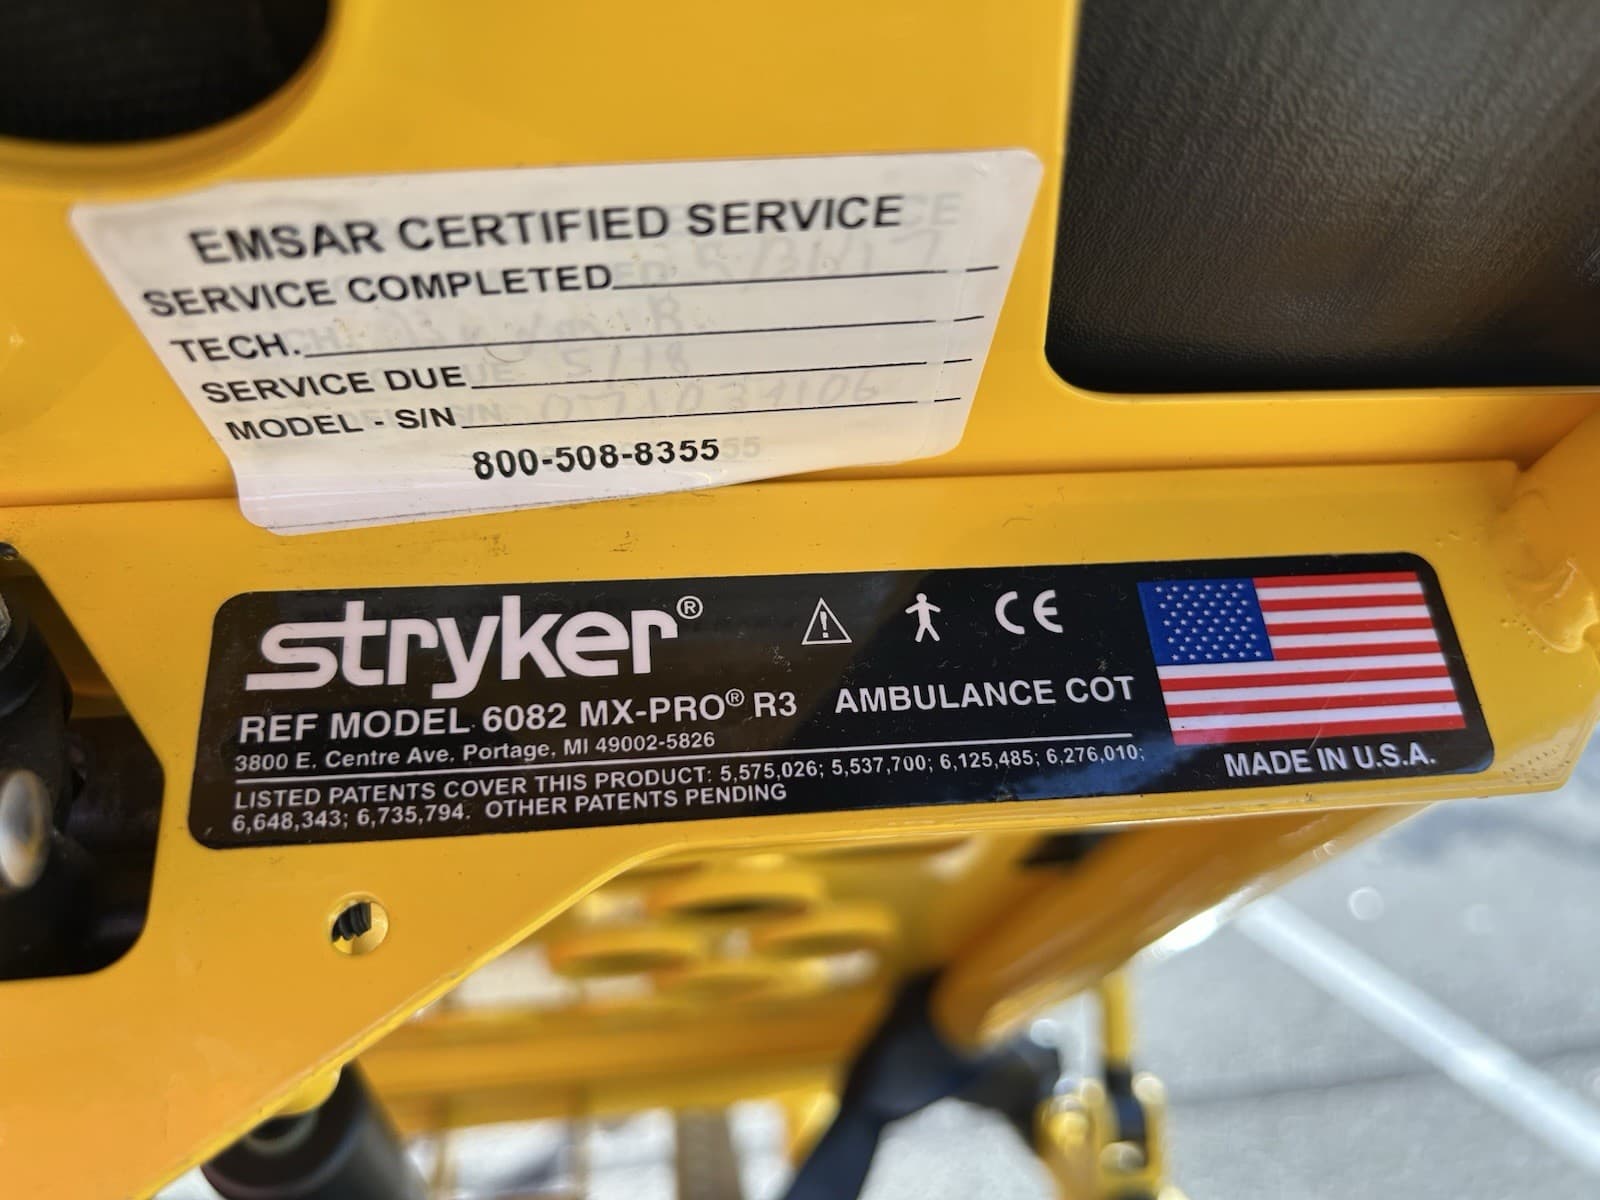 EMSAR CERTIFIED SERVICE
SERVICE COMPLETED
TECH.
SERVICE DUE 5/18
MODEL - S/N 071039106
800-508-8355
stryker®
REF MODEL 6082 MX-PRO® R3 AMBULANCE COT
3800 E. Centre Ave. Portage, MI 49002-5826
LISTED PATENTS COVER THIS PRODUCT: 5,575,026; 5,537,700; 6,125,485; 6,276,010;
6,648,343; 6,735,794. OTHER PATENTS PENDING
CE
MADE IN U.S.A.